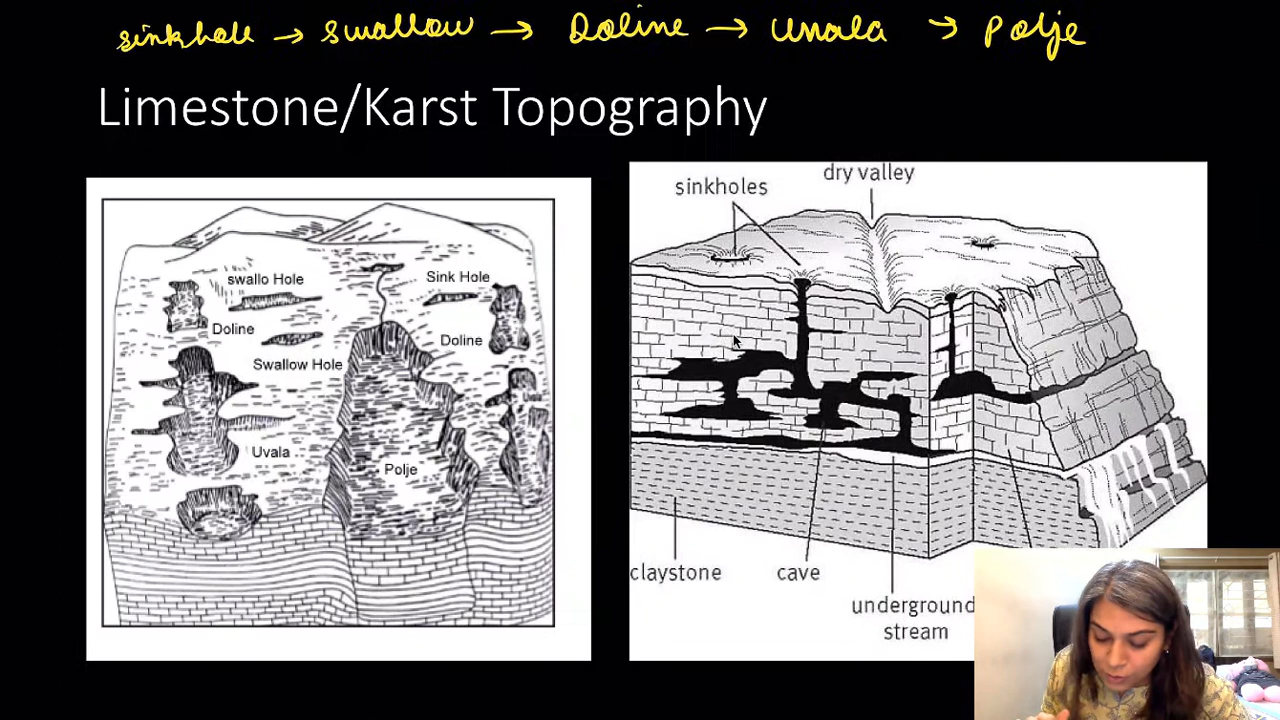 sinkhole → swallow → Doline → uvala → Polje
Limestone/Karst Topography
swallo Hole
Sink Hole
Doline
Doline
Swallow Hole
Uvala
Polje
sinkholes
dry valley
claystone
cave
underground
stream